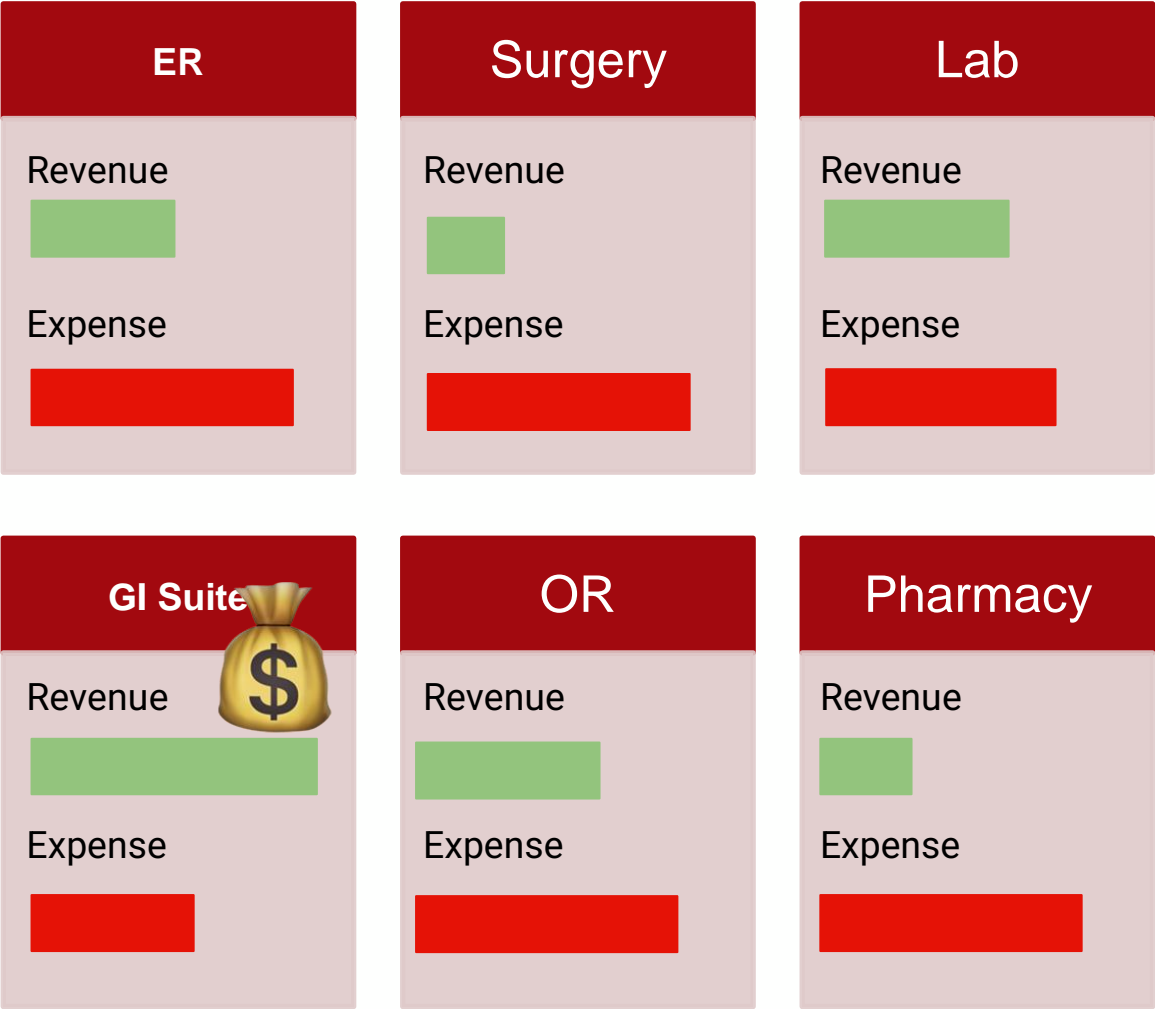 ER
Revenue
Expense
Surgery
Revenue
Expense
Lab
Revenue
Expense
GI Suite
$
Revenue
Expense
OR
Revenue
Expense
Pharmacy
Revenue
Expense